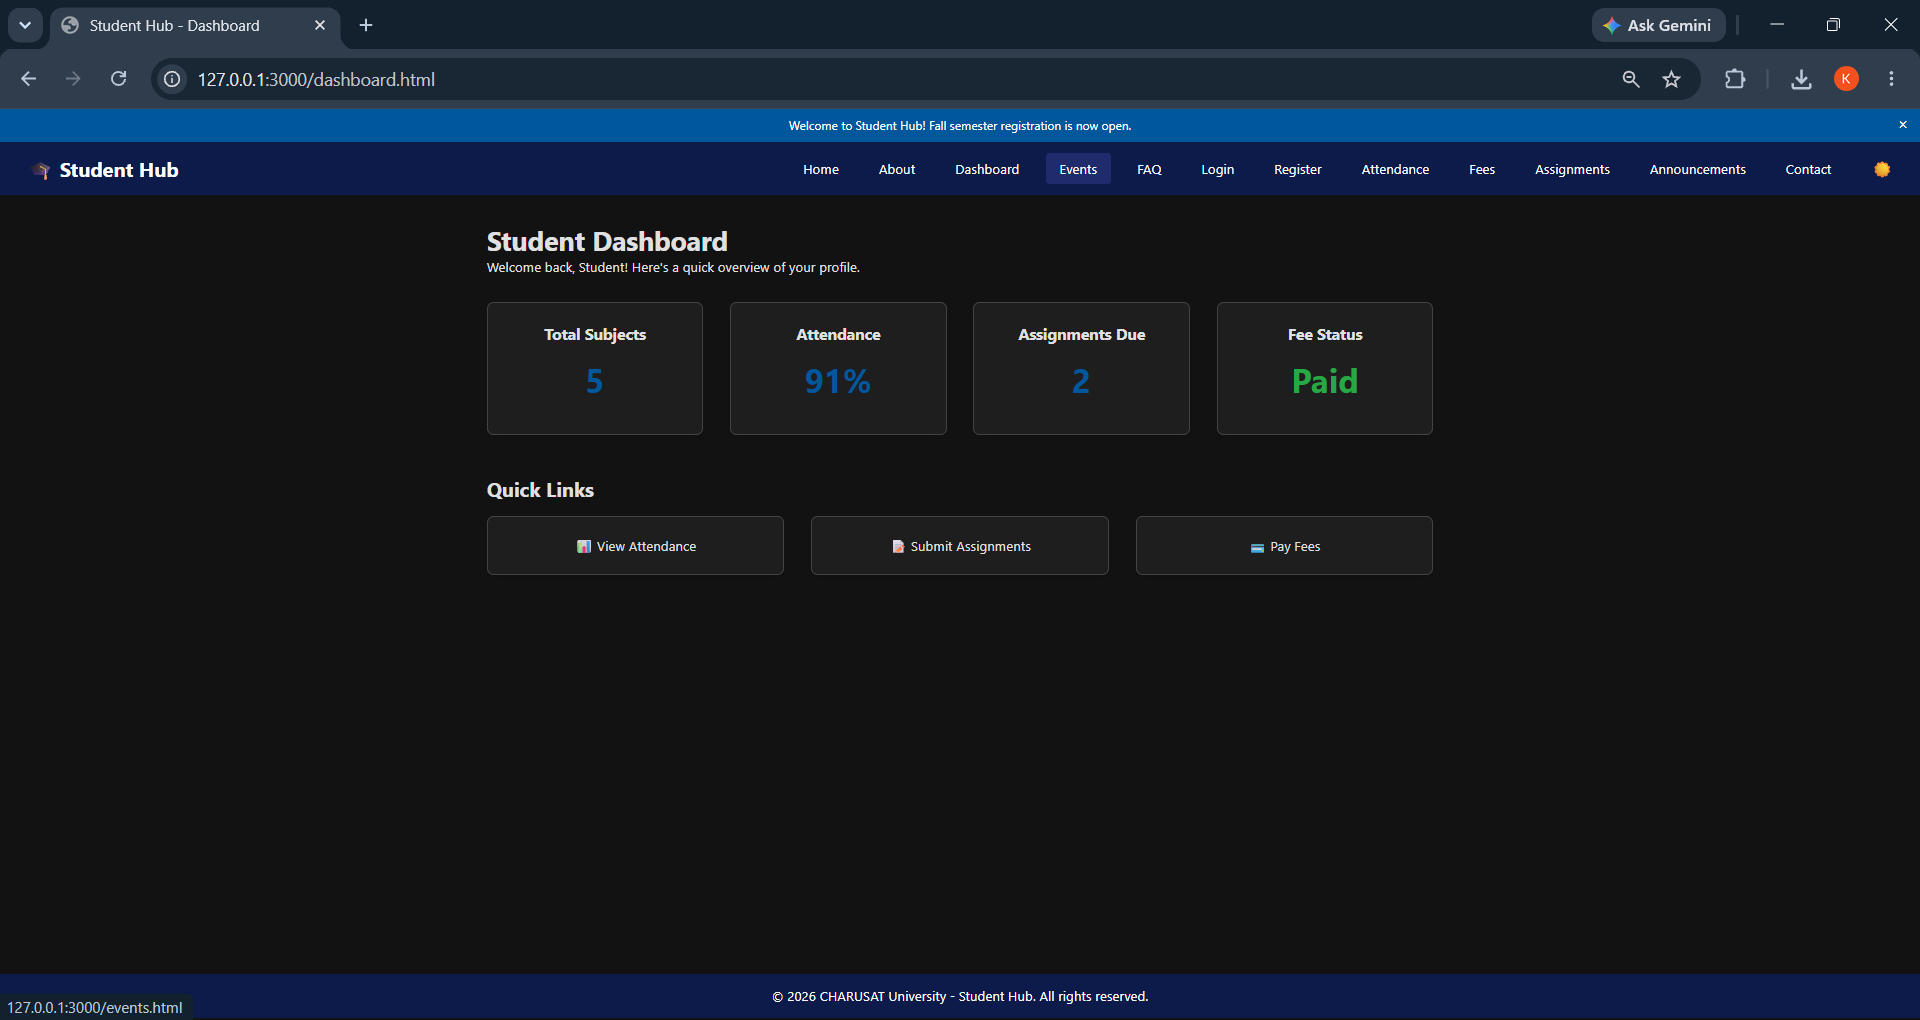 Student Hub - Dashboard
Ask Gemini
127.0.0.1:3000/dashboard.html
K
Welcome to Student Hub! Fall semester registration is now open.
Student Hub
Home About Dashboard Events FAQ Login Register Attendance Fees Assignments Announcements Contact
Student Dashboard
Welcome back, Student! Here's a quick overview of your profile.
Total Subjects
5
Attendance
91%
Assignments Due
2
Fee Status
Paid
Quick Links
View Attendance
Submit Assignments
Pay Fees
© 2026 CHARUSAT University - Student Hub. All rights reserved.
127.0.0.1:3000/events.html